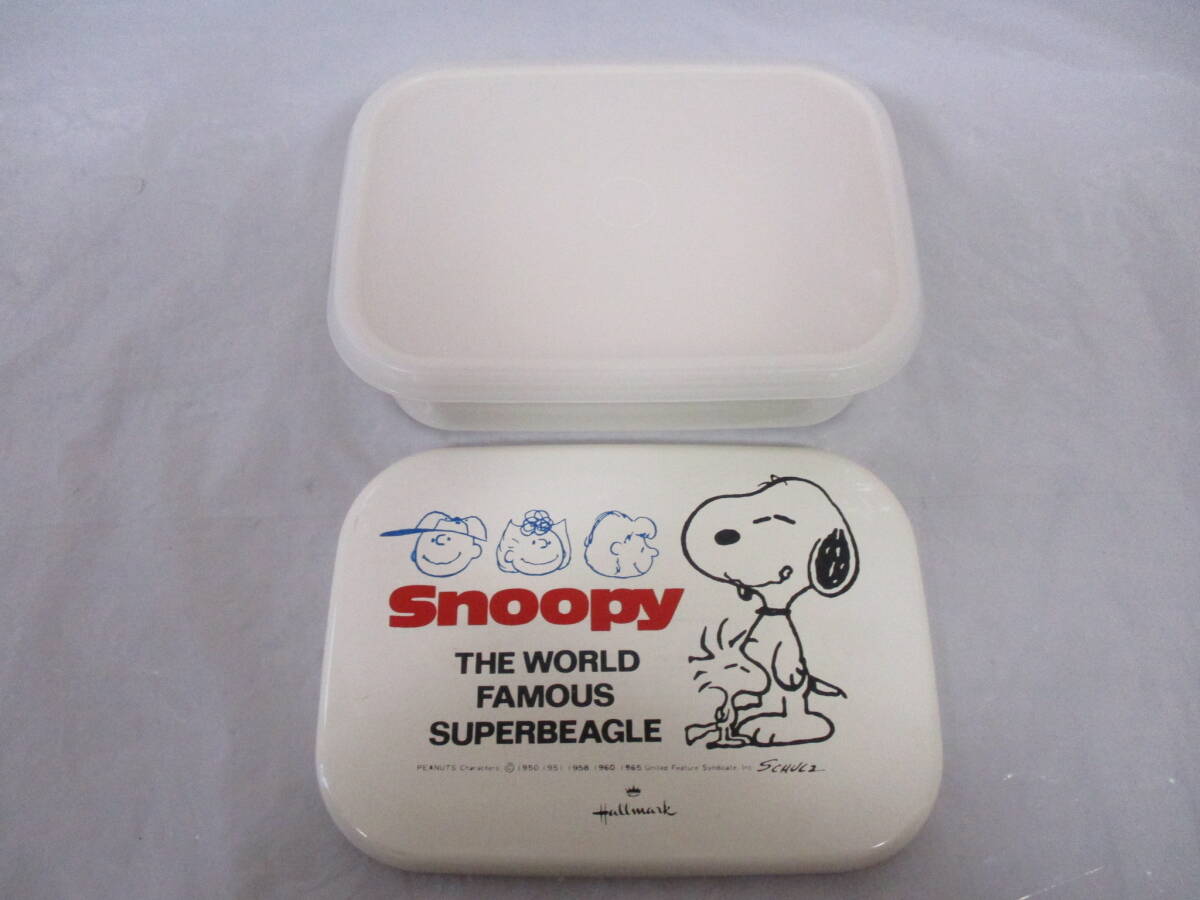 Snoopy
THE WORLD
FAMOUS
SUPERBEAGLE
PEANUTS Characters: © 1950 1951 1958 1960 1965 United Feature Syndicate, Inc. SCHULZ
Hallmark